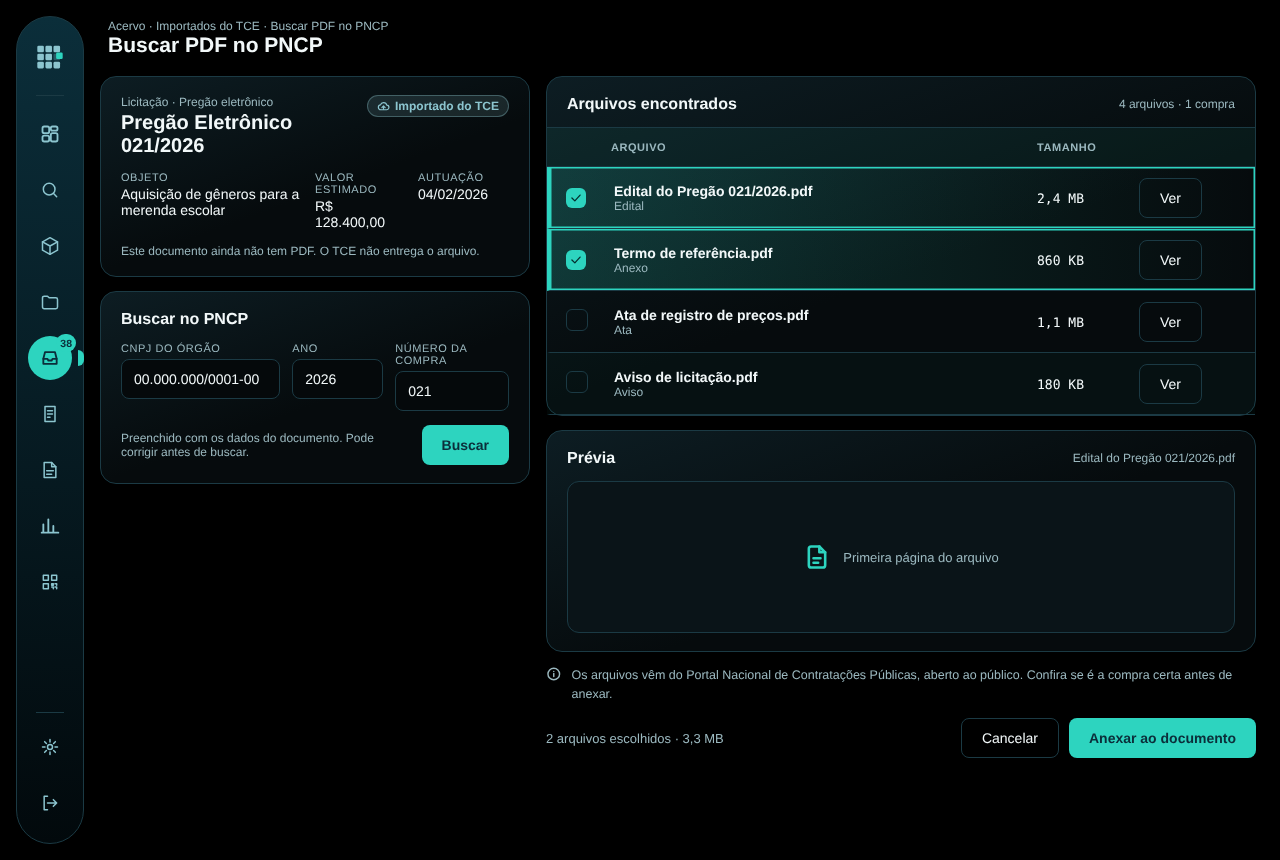 Acervo · Importados do TCE · Buscar PDF no PNCP
Buscar PDF no PNCP
38
Licitação · Pregão eletrônico
Importado do TCE
Pregão Eletrônico
021/2026
OBJETO
Aquisição de gêneros para a
merenda escolar
VALOR
ESTIMADO
R$
128.400,00
AUTUAÇÃO
04/02/2026
Este documento ainda não tem PDF. O TCE não entrega o arquivo.
Buscar no PNCP
CNPJ DO ÓRGÃO
00.000.000/0001-00
ANO
2026
NÚMERO DA
COMPRA
021
Preenchido com os dados do documento. Pode
corrigir antes de buscar.
Buscar
Arquivos encontrados
4 arquivos · 1 compra
ARQUIVO TAMANHO
Edital do Pregão 021/2026.pdf
Edital
2,4 MB
Ver
Termo de referência.pdf
Anexo
860 KB
Ver
Ata de registro de preços.pdf
Ata
1,1 MB
Ver
Aviso de licitação.pdf
Aviso
180 KB
Ver
Prévia
Edital do Pregão 021/2026.pdf
Primeira página do arquivo
Os arquivos vêm do Portal Nacional de Contratações Públicas, aberto ao público. Confira se é a compra certa antes de
anexar.
2 arquivos escolhidos · 3,3 MB
Cancelar
Anexar ao documento